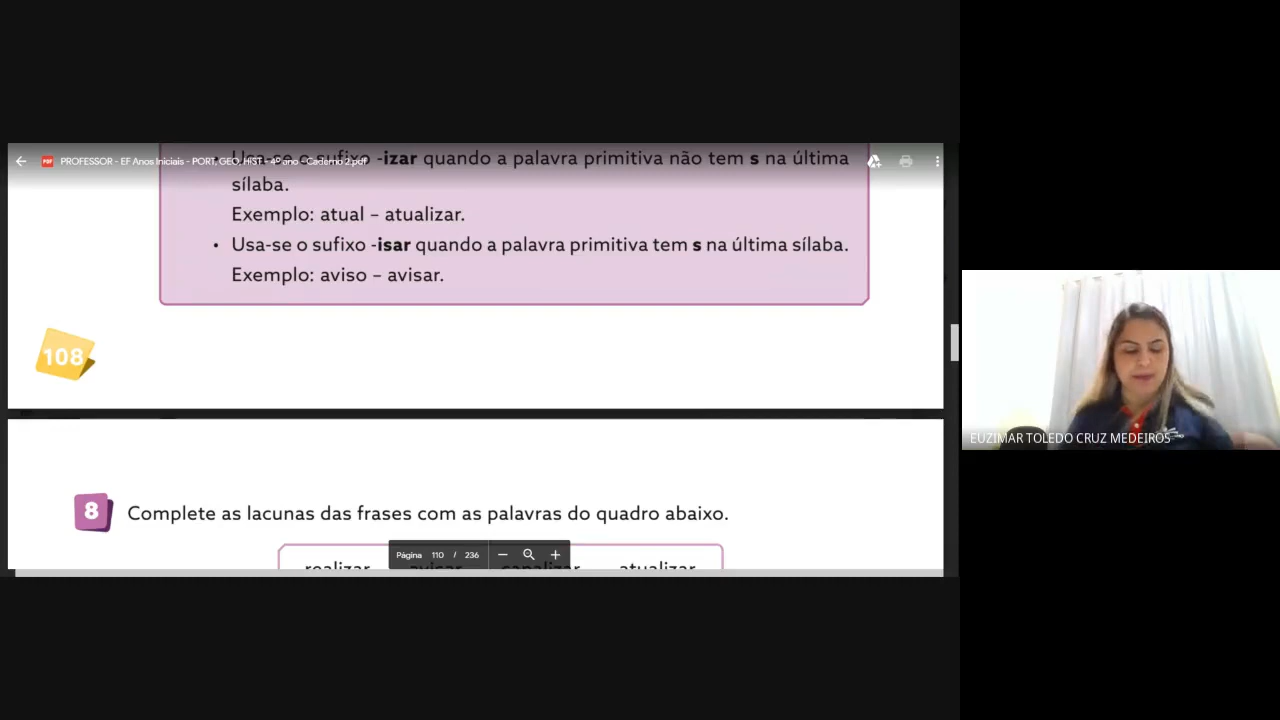 PROFESSOR - EF Anos Iniciais - PORT, GEO, HIST - 4º ano - Caderno 2.pdf
• Usa-se o sufixo -izar quando a palavra primitiva não tem s na última
sílaba.
Exemplo: atual – atualizar.
• Usa-se o sufixo -isar quando a palavra primitiva tem s na última sílaba.
Exemplo: aviso – avisar.
108
8 Complete as lacunas das frases com as palavras do quadro abaixo.
realizar avisar canalizar atualizar
Página 110 / 236
EUZIMAR TOLEDO CRUZ MEDEIROS